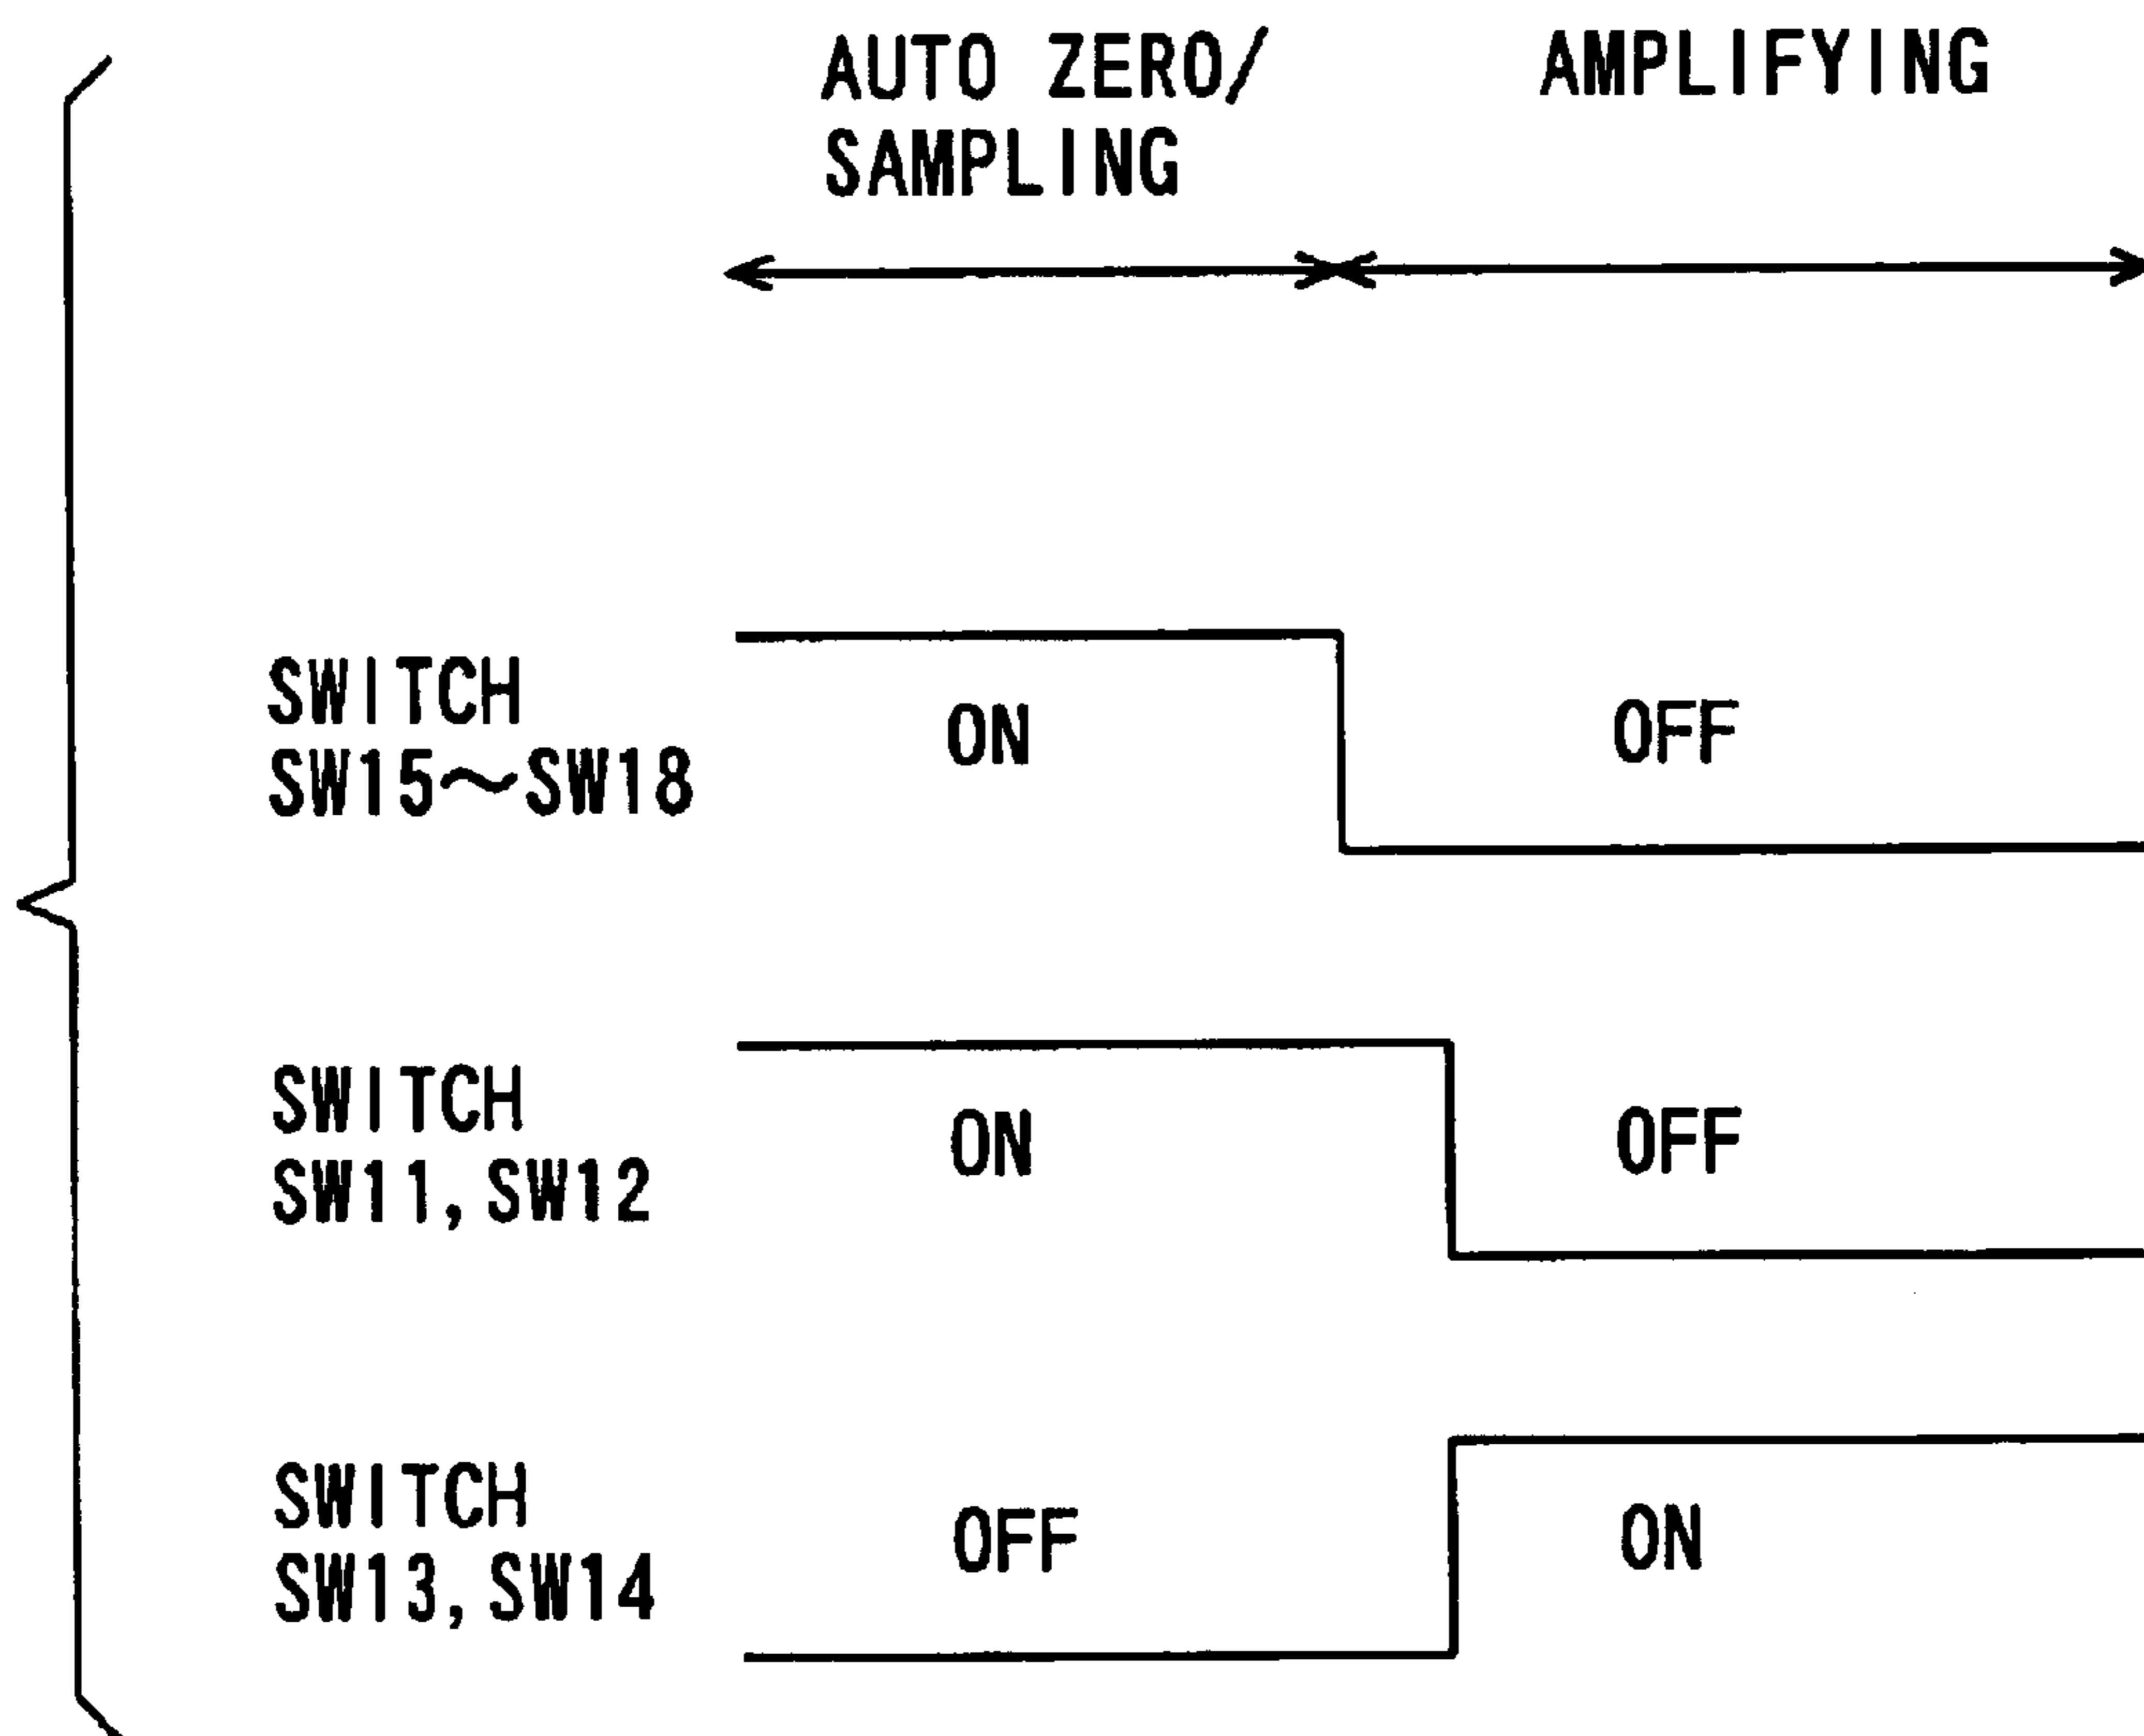 AUTO ZERO/
SAMPLING
AMPLIFYING
SWITCH
SW15～SW18
ON
OFF
SWITCH
SW11, SW12
ON
OFF
SWITCH
SW13, SW14
OFF
ON